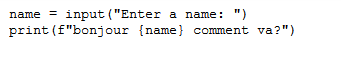 name = input("Enter a name: ")
print(f"bonjour {name} comment va?")